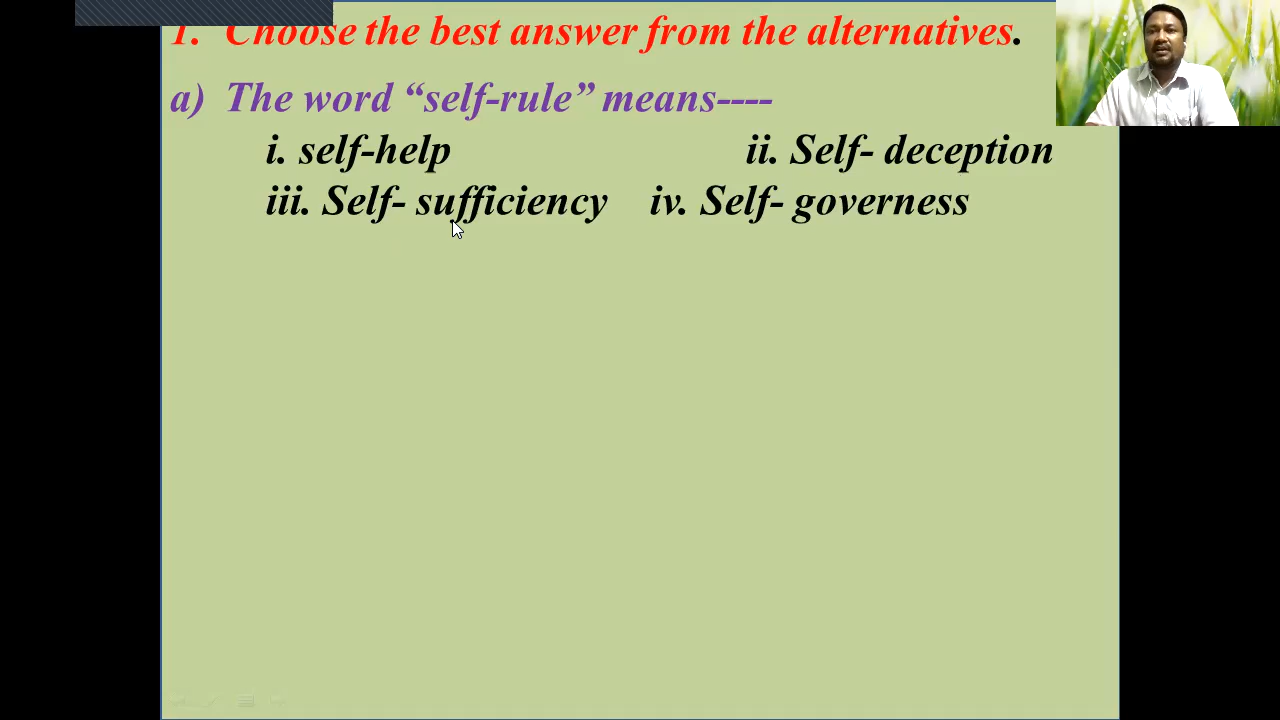 1. Choose the best answer from the alternatives.
a) The word “self-rule” means----
i. self-help ii. Self- deception
iii. Self- sufficiency iv. Self- governess